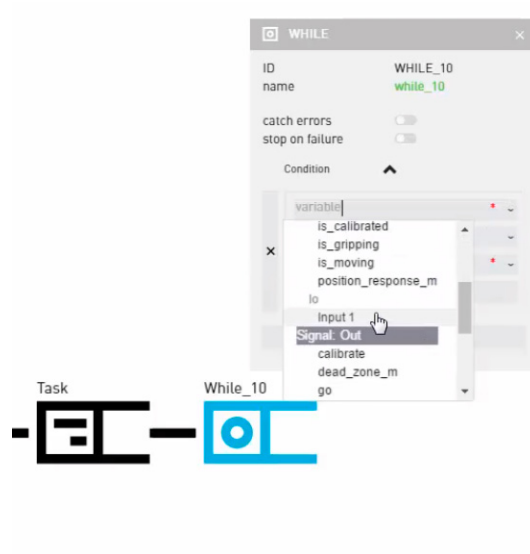 WHILE
ID WHILE_10
name while_10
catch errors
stop on failure
Condition
variable *
is_calibrated
is_gripping
is_moving *
position_response_m
Io
Input 1
Signal: Out
calibrate
dead_zone_m
go
Task While_10